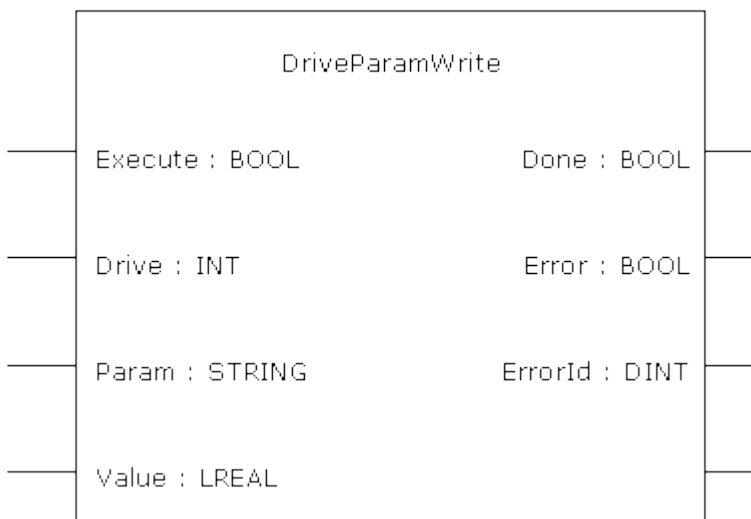 DriveParamWrite
Execute : BOOL Done : BOOL
Drive : INT Error : BOOL
Param : STRING ErrorId : DINT
Value : LREAL